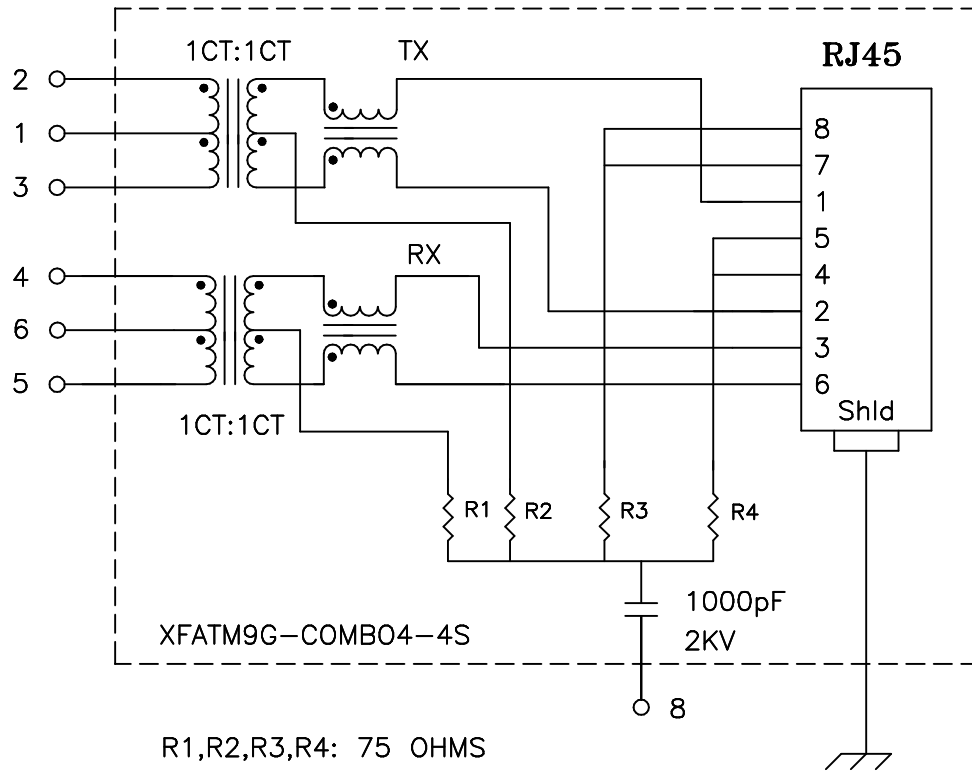 1CT:1CT
TX
RJ45
2
1
3
8
7
1
5
4
2
3
6
Shld
RX
4
6
5
1CT:1CT
R1
R2
R3
R4
1000pF
2KV
XFATM9G-COMBO4-4S
8
R1,R2,R3,R4: 75 OHMS